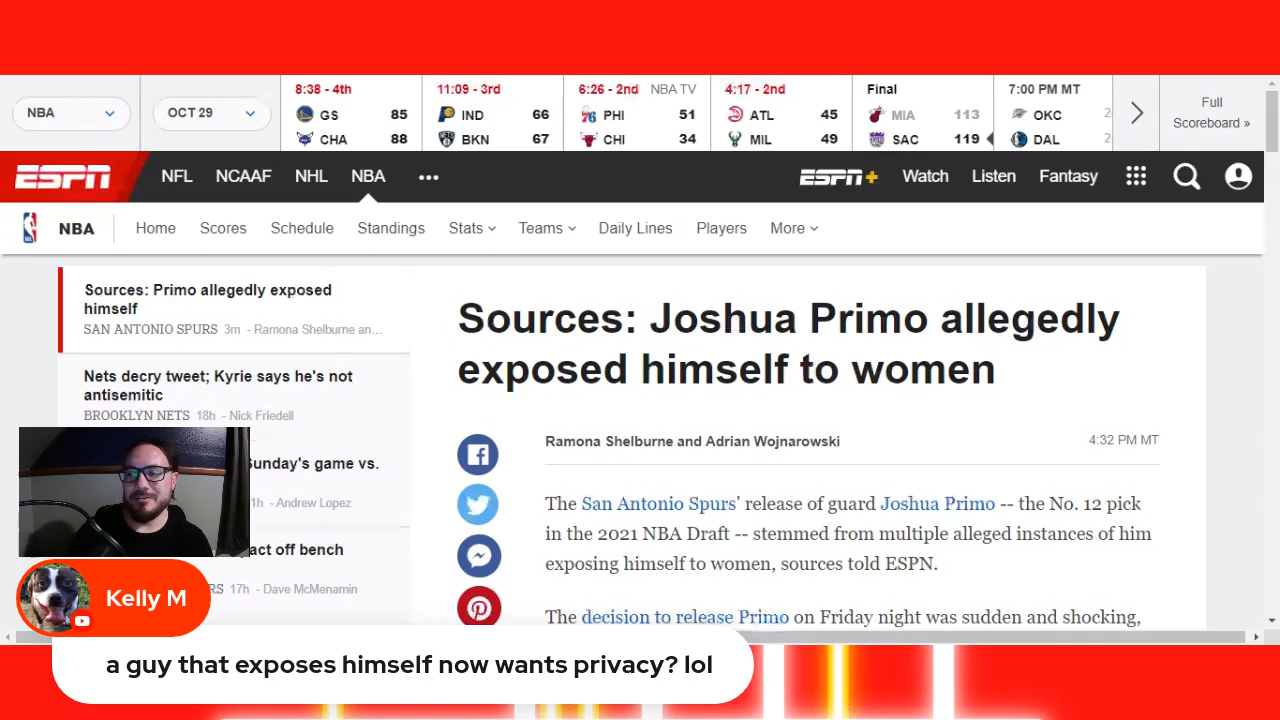 NBA
OCT 29
8:38 - 4th
GS 85
CHA 88
11:09 - 3rd
IND 66
BKN 67
6:26 - 2nd NBA TV
PHI 51
CHI 34
4:17 - 2nd
ATL 45
MIL 49
Final
MIA 113
SAC 119
7:00 PM MT
OKC 2
DAL 2
Full
Scoreboard »
ESPN NFL NCAAF NHL NBA ••• ESPN+ Watch Listen Fantasy
NBA Home Scores Schedule Standings Stats Teams Daily Lines Players More
Sources: Primo allegedly exposed
himself
SAN ANTONIO SPURS 3m - Ramona Shelburne an...
Nets decry tweet; Kyrie says he's not
antisemitic
BROOKLYN NETS 18h - Nick Friedell
Sunday's game vs.
1h - Andrew Lopez
act off bench
RS 17h - Dave McMenamin
Sources: Joshua Primo allegedly
exposed himself to women
Ramona Shelburne and Adrian Wojnarowski 4:32 PM MT
The San Antonio Spurs' release of guard Joshua Primo -- the No. 12 pick
in the 2021 NBA Draft -- stemmed from multiple alleged instances of him
exposing himself to women, sources told ESPN.
The decision to release Primo on Friday night was sudden and shocking,
Kelly M
a guy that exposes himself now wants privacy? lol